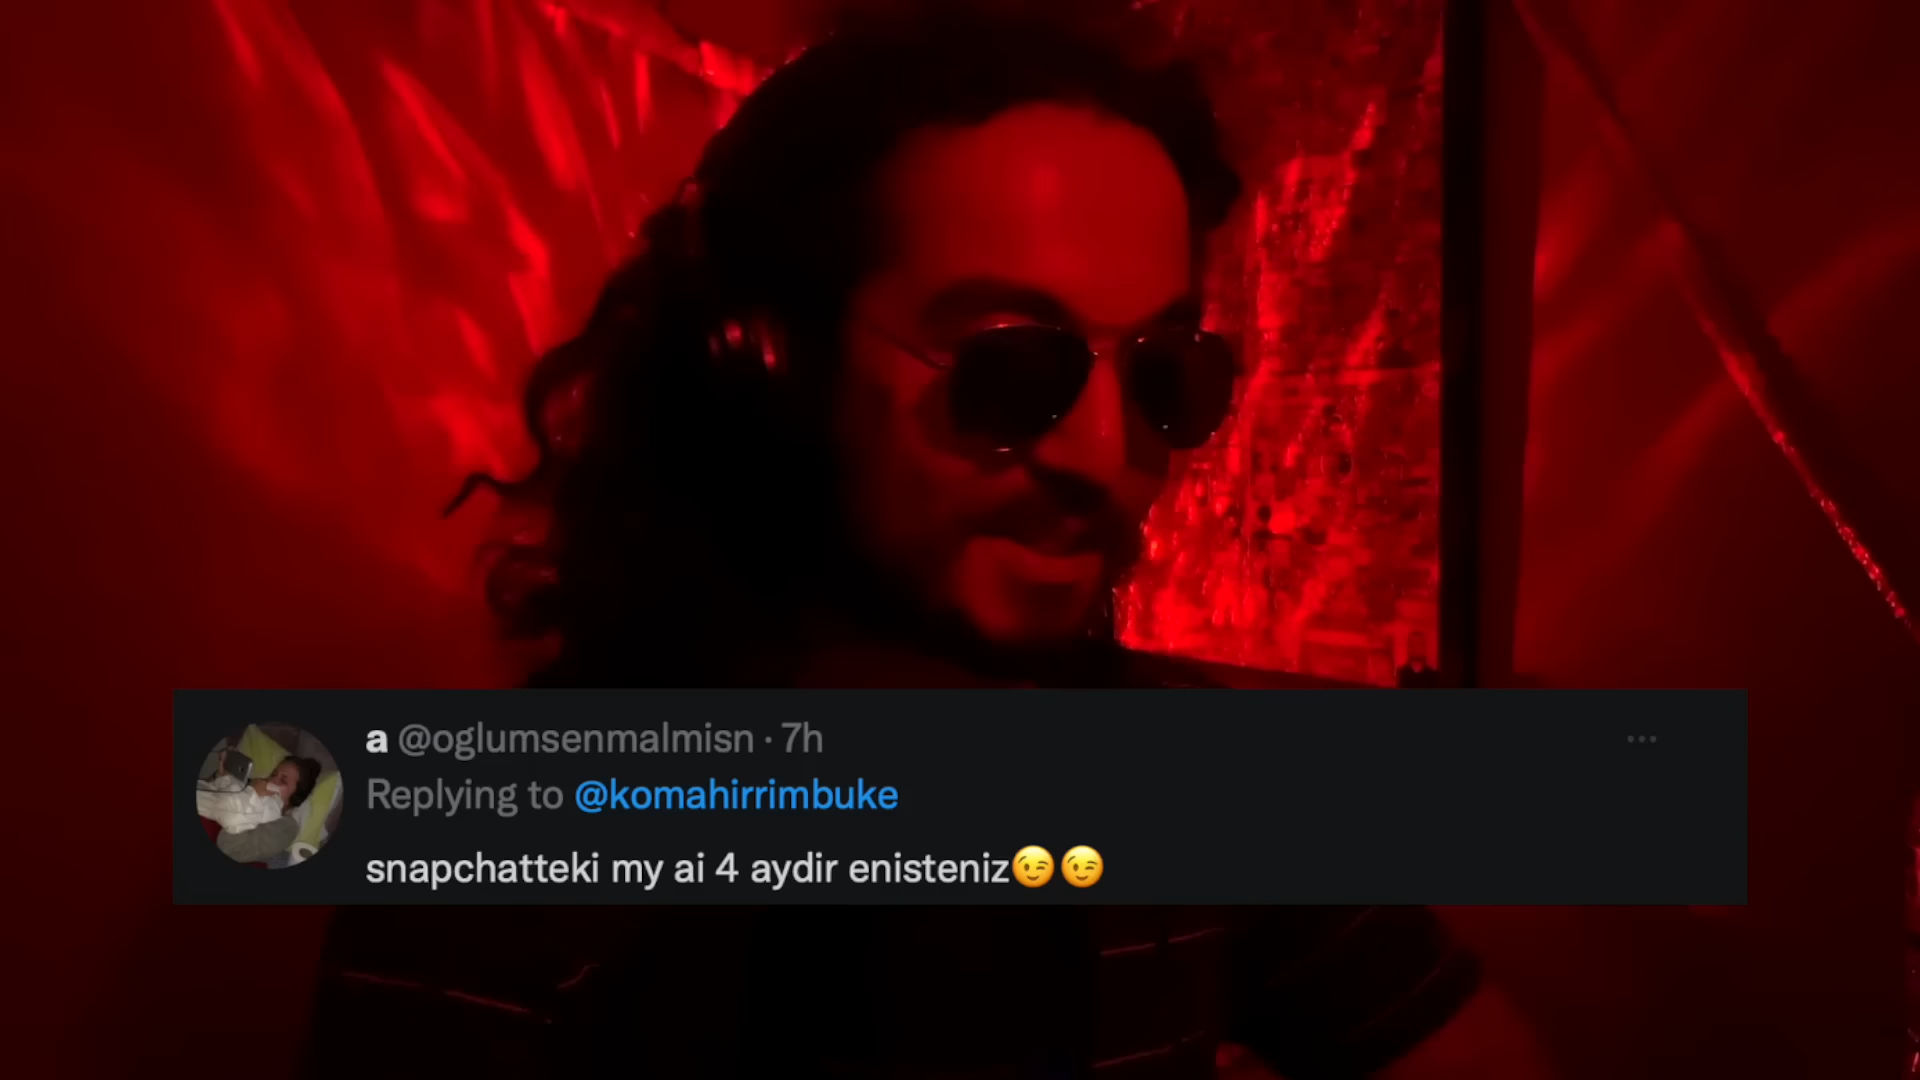 a @oglumsenmalmisn · 7h
Replying to @komahirrimbuke
snapchatteki my ai 4 aydir enisteniz😉😉